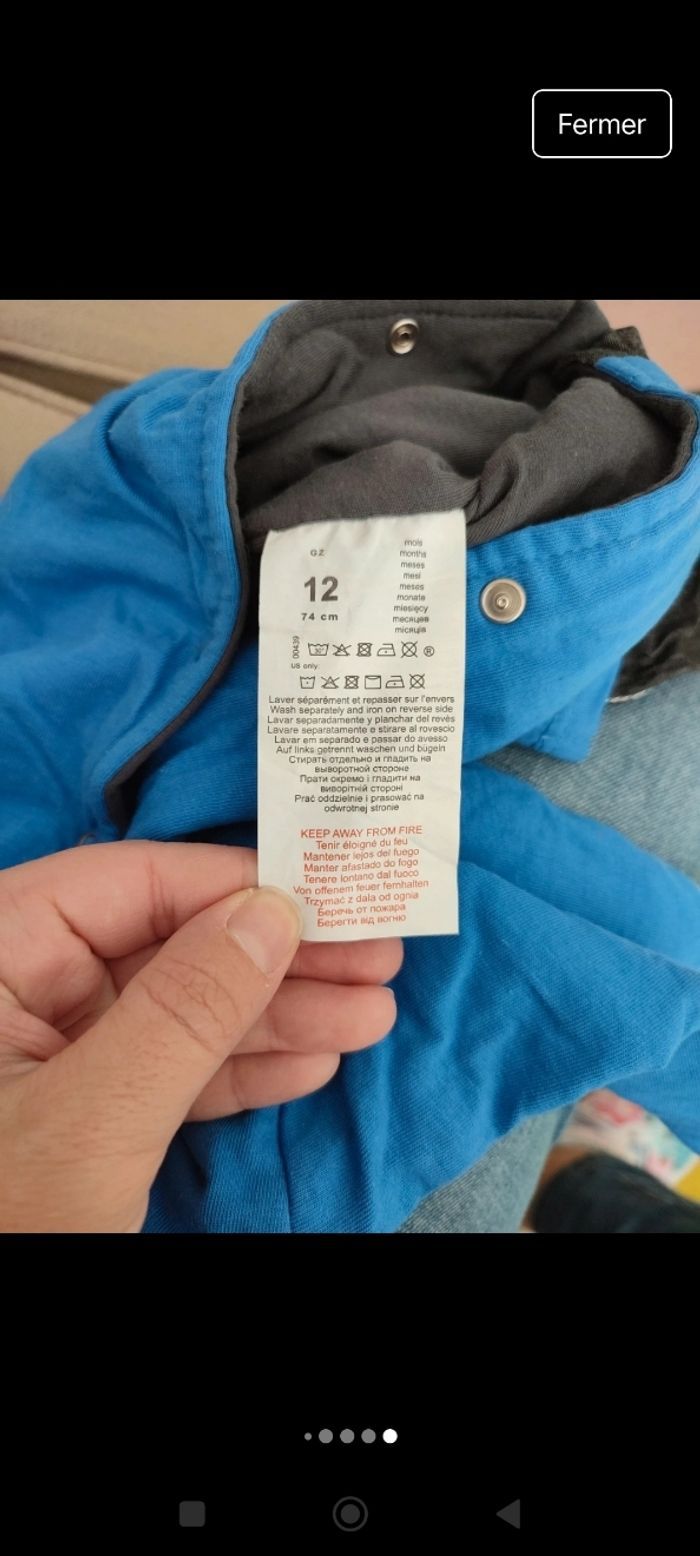 Fermer
GZ
12
74 cm
mois
months
meses
mesi
meses
monate
miesięcy
месяцев
місяців
00439
30
US only:
Laver séparément et repasser sur l'envers
Wash separately and iron on reverse side
Lavar separadamente y planchar del revés
Lavare separatamente e stirare al rovescio
Lavar em separado e passar do avesso
Auf links getrennt waschen und bügeln
Стирать отдельно и гладить на
выворотной стороне
Прати окремо і гладити на
виворітній стороні
Prać oddzielnie i prasować na
odwrotnej stronie
KEEP AWAY FROM FIRE
Tenir éloigné du feu
Mantener lejos del fuego
Manter afastado do fogo
Tenere lontano dal fuoco
Von offenem feuer fernhalten
Trzymać z dala od ognia
Беречь от пожара
Берегти від вогню